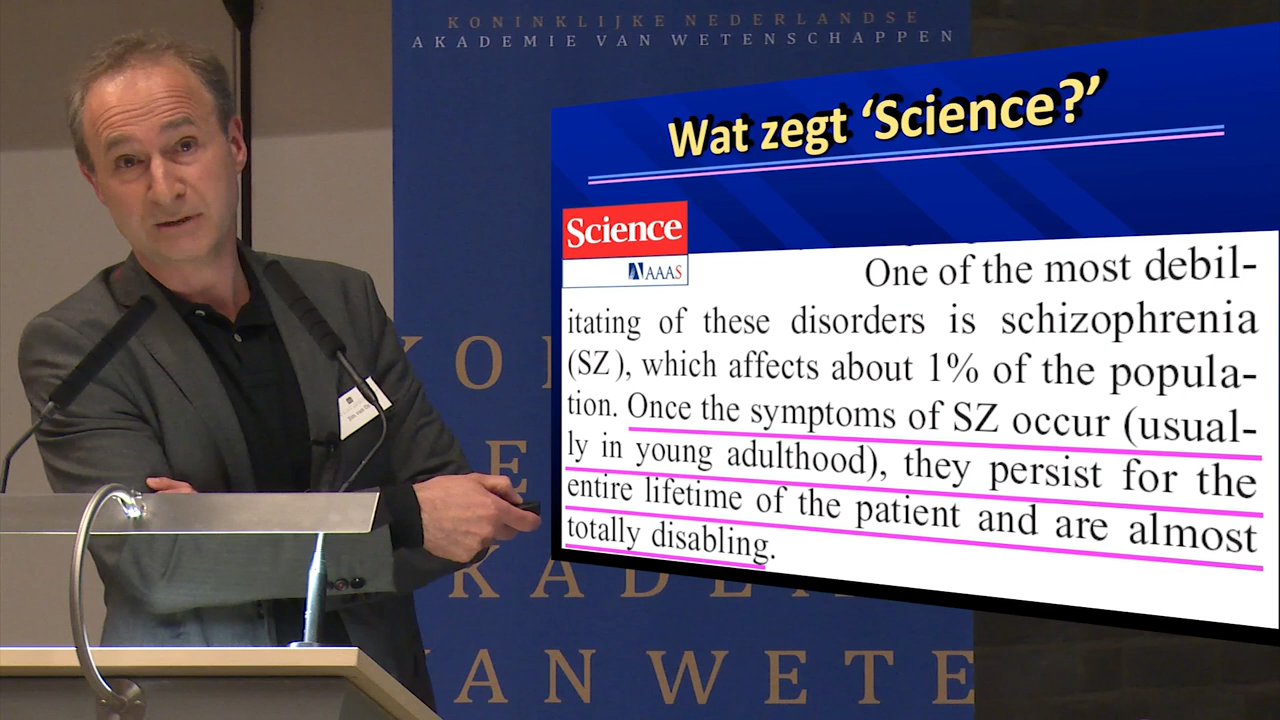 KONINKLIJKE NEDERLANDSE
AKADEMIE VAN WETENSCHAPPEN
Wat zegt ‘Science?’
Science
AAAS
One of the most debil-
itating of these disorders is schizophrenia
(SZ), which affects about 1% of the popula-
tion. Once the symptoms of SZ occur (usual-
ly in young adulthood), they persist for the
entire lifetime of the patient and are almost
totally disabling.
KO
E
KADE
VAN WETE